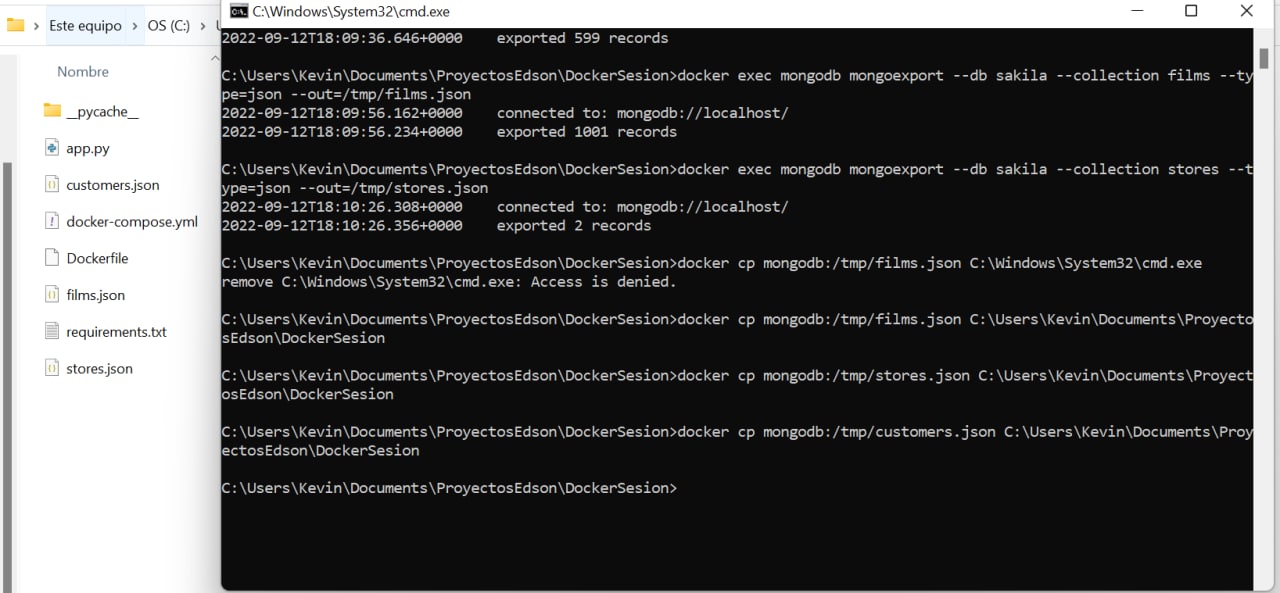 Este equipo > OS (C:) >
Nombre
__pycache__
app.py
customers.json
docker-compose.yml
Dockerfile
films.json
requirements.txt
stores.json
C:\Windows\System32\cmd.exe
2022-09-12T18:09:36.646+0000    exported 599 records
C:\Users\Kevin\Documents\ProyectosEdson\DockerSesion>docker exec mongodb mongoexport --db sakila --collection films --ty
pe=json --out=/tmp/films.json
2022-09-12T18:09:56.162+0000    connected to: mongodb://localhost/
2022-09-12T18:09:56.234+0000    exported 1001 records
C:\Users\Kevin\Documents\ProyectosEdson\DockerSesion>docker exec mongodb mongoexport --db sakila --collection stores --t
ype=json --out=/tmp/stores.json
2022-09-12T18:10:26.308+0000    connected to: mongodb://localhost/
2022-09-12T18:10:26.356+0000    exported 2 records
C:\Users\Kevin\Documents\ProyectosEdson\DockerSesion>docker cp mongodb:/tmp/films.json C:\Windows\System32\cmd.exe
remove C:\Windows\System32\cmd.exe: Access is denied.
C:\Users\Kevin\Documents\ProyectosEdson\DockerSesion>docker cp mongodb:/tmp/films.json C:\Users\Kevin\Documents\Proyecto
sEdson\DockerSesion
C:\Users\Kevin\Documents\ProyectosEdson\DockerSesion>docker cp mongodb:/tmp/stores.json C:\Users\Kevin\Documents\Proyect
osEdson\DockerSesion
C:\Users\Kevin\Documents\ProyectosEdson\DockerSesion>docker cp mongodb:/tmp/customers.json C:\Users\Kevin\Documents\Proy
ectosEdson\DockerSesion
C:\Users\Kevin\Documents\ProyectosEdson\DockerSesion>